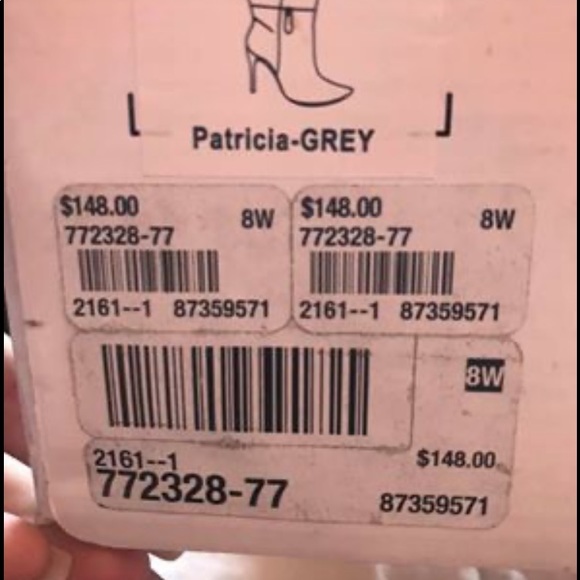 Patricia-GREY
$148.00 8W
772328-77
2161--1 87359571
$148.00 8W
772328-77
2161--1 87359571
8W
2161--1 $148.00
772328-77 87359571